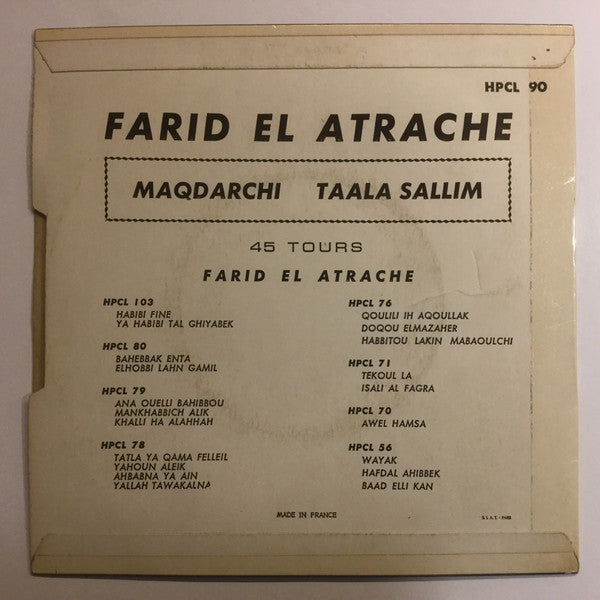 HPCL 90
FARID EL ATRACHE
MAQDARCHI TAALA SALLIM
45 TOURS
FARID EL ATRACHE
HPCL 103
HABIBI FINE
YA HABIBI TAL GHIYABEK
HPCL 80
BAHEBBAK ENTA
ELHOBBI LAHN GAMIL
HPCL 79
ANA OUELLI BAHIBBOU
MANKHABBICH ALIK
KHALLI HA ALAHHAH
HPCL 78
TATLA YA QAMA FELLEIL
YAHOUN ALEIK
AHBABNA YA AIN
YALLAH TAWAKALNA
HPCL 76
QOULILI IH AQOULLAK
DOQOU ELMAZAHER
HABBITOU LAKIN MABAOULCHI
HPCL 71
TEKOUL LA
ISALI AL FAGRA
HPCL 70
AWEL HAMSA
HPCL 56
WAYAK
HAFDAL AHIBBEK
BAAD ELLI KAN
MADE IN FRANCE